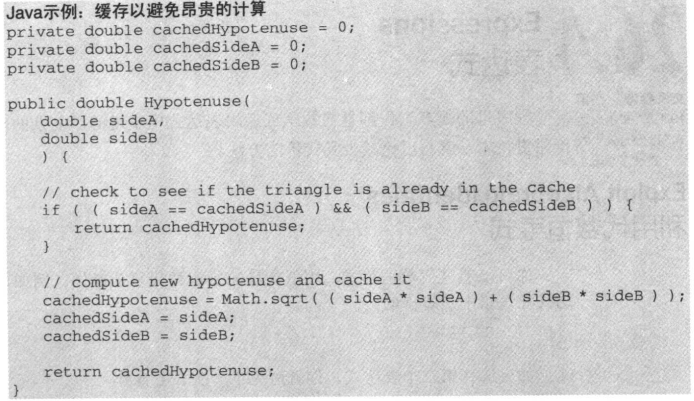 Java示例：缓存以避免昂贵的计算
private double cachedHypotenuse = 0;
private double cachedSideA = 0;
private double cachedSideB = 0;
public double Hypotenuse(
double sideA,
double sideB
) {
// check to see if the triangle is already in the cache
if ( ( sideA == cachedSideA ) && ( sideB == cachedSideB ) ) {
return cachedHypotenuse;
}
// compute new hypotenuse and cache it
cachedHypotenuse = Math.sqrt( ( sideA * sideA ) + ( sideB * sideB ) );
cachedSideA = sideA;
cachedSideB = sideB;
return cachedHypotenuse;
}